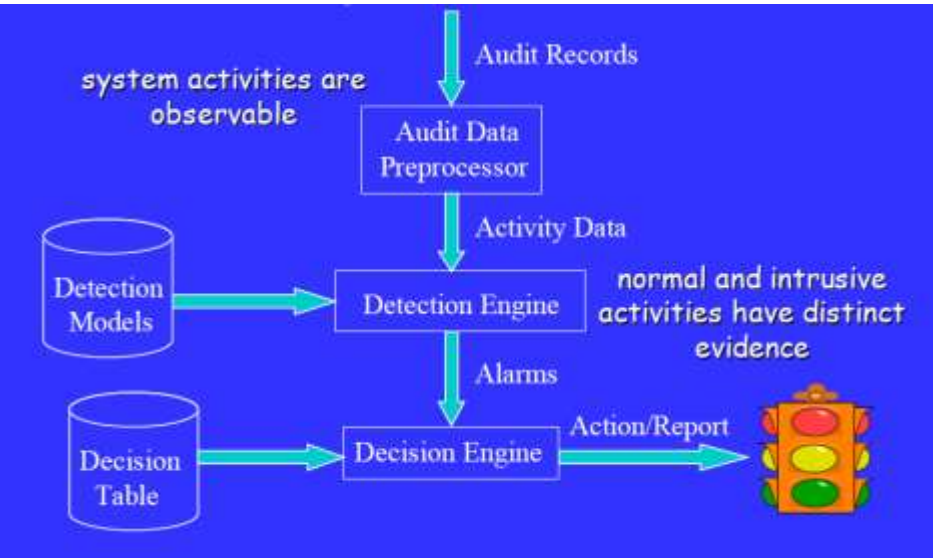 Audit Records
system activities are
observable
Audit Data
Preprocessor
Activity Data
Detection
Models
Detection Engine
normal and intrusive
activities have distinct
evidence
Alarms
Decision
Table
Decision Engine
Action/Report